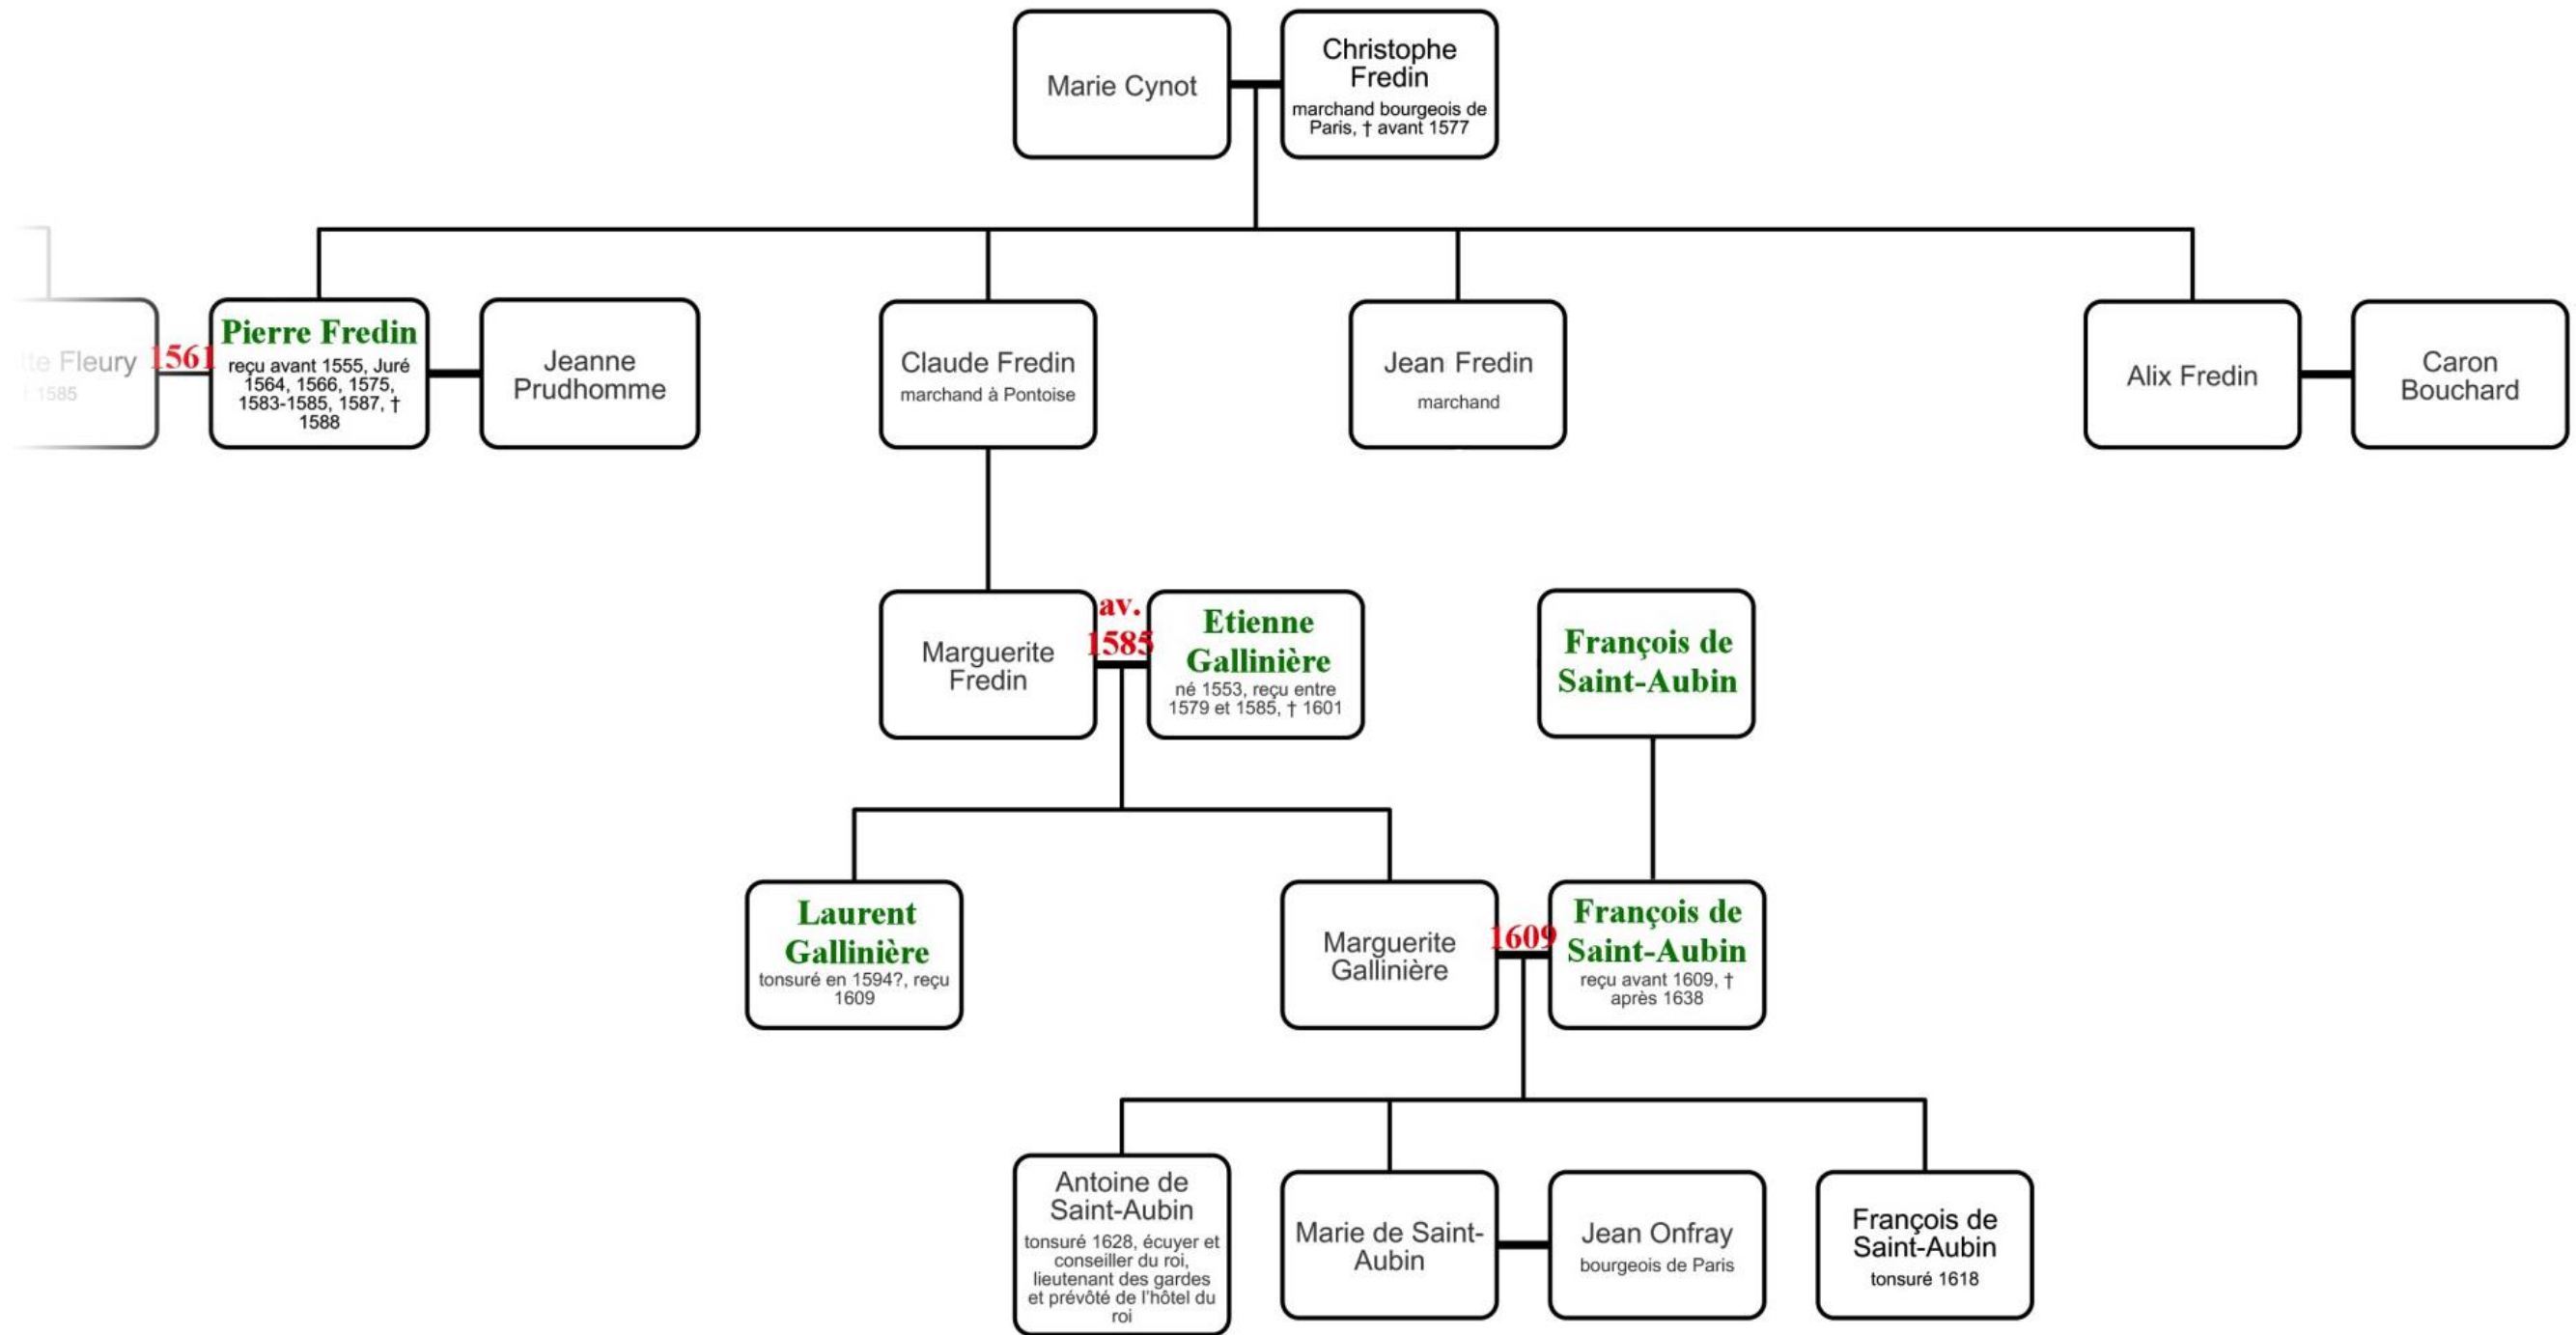 Marie Cynot
Christophe
Fredin
marchand bourgeois de
Paris, † avant 1577
Fleury
1585
1561
Pierre Fredin
reçu avant 1555, Juré
1564, 1566, 1575,
1583-1585, 1587, †
1588
Jeanne
Prudhomme
Claude Fredin
marchand à Pontoise
Jean Fredin
marchand
Alix Fredin
Caron
Bouchard
Marguerite
Fredin
av.
1585
Etienne
Gallinière
né 1553, reçu entre
1579 et 1585, † 1601
François de
Saint-Aubin
Laurent
Gallinière
tonsuré en 1594?, reçu
1609
Marguerite
Gallinière
1609
François de
Saint-Aubin
reçu avant 1609, †
après 1638
Antoine de
Saint-Aubin
tonsuré 1628, écuyer et
conseiller du roi,
lieutenant des gardes
et prévôté de l'hôtel du
roi
Marie de Saint-
Aubin
Jean Onfray
bourgeois de Paris
François de
Saint-Aubin
tonsuré 1618